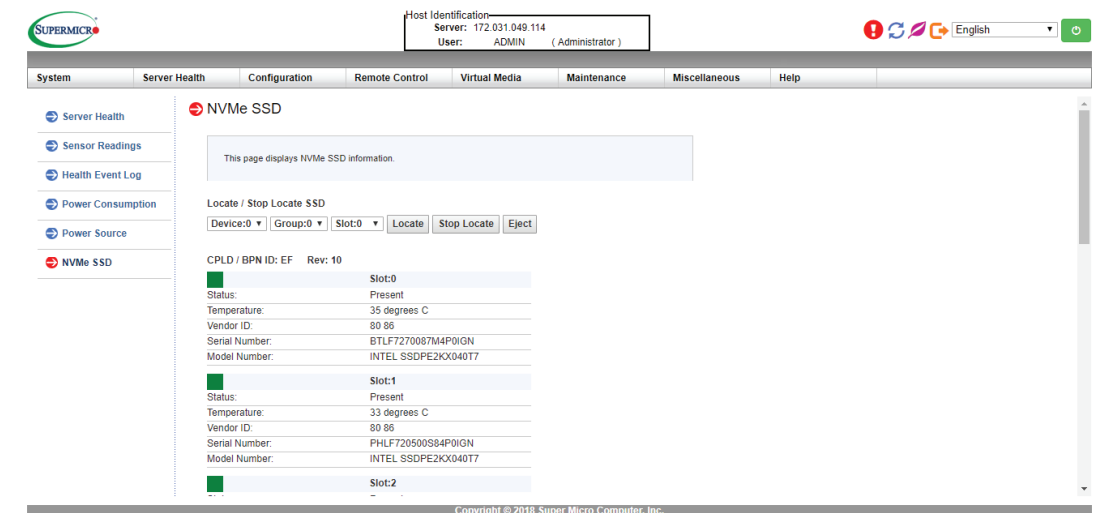 SUPERMICR
Host Identification
Server: 172.031.049.114
User: ADMIN ( Administrator )
English
System Server Health Configuration Remote Control Virtual Media Maintenance Miscellaneous Help
Server Health
Sensor Readings
Health Event Log
Power Consumption
Power Source
NVMe SSD
NVMe SSD
This page displays NVMe SSD information.
Locate / Stop Locate SSD
Device:0 Group:0 Slot:0 Locate Stop Locate Eject
CPLD / BPN ID: EF Rev: 10
Slot:0
Status: Present
Temperature: 35 degrees C
Vendor ID: 80 86
Serial Number: BTLF7270087M4P0IGN
Model Number: INTEL SSDPE2KX040T7
Slot:1
Status: Present
Temperature: 33 degrees C
Vendor ID: 80 86
Serial Number: PHLF720500S84P0IGN
Model Number: INTEL SSDPE2KX040T7
Slot:2
Copyright © 2018 Super Micro Computer, Inc.